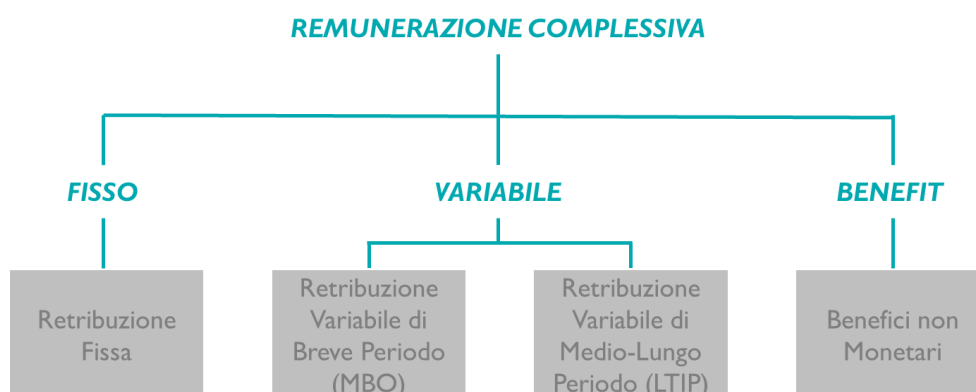 REMUNERAZIONE COMPLESSIVA
FISSO
VARIABILE
BENEFIT
Retribuzione
Fissa
Retribuzione
Variabile di
Breve Periodo
(MBO)
Retribuzione
Variabile di
Medio-Lungo
Periodo (LTIP)
Benefici non
Monetari